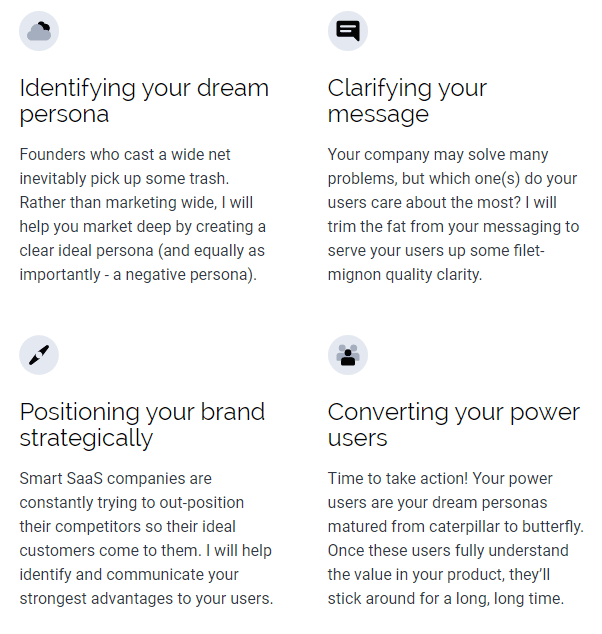 Identifying your dream
persona
Founders who cast a wide net
inevitably pick up some trash.
Rather than marketing wide, I will
help you market deep by creating a
clear ideal persona (and equally as
importantly - a negative persona).
Clarifying your
message
Your company may solve many
problems, but which one(s) do your
users care about the most? I will
trim the fat from your messaging to
serve your users up some filet-
mignon quality clarity.
Positioning your brand
strategically
Smart SaaS companies are
constantly trying to out-position
their competitors so their ideal
customers come to them. I will help
identify and communicate your
strongest advantages to your users.
Converting your power
users
Time to take action! Your power
users are your dream personas
matured from caterpillar to butterfly.
Once these users fully understand
the value in your product, they’ll
stick around for a long, long time.